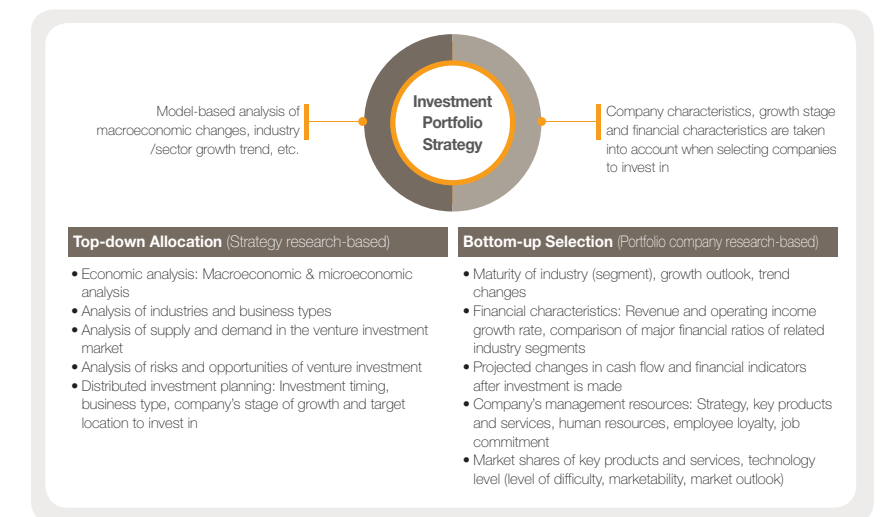 Investment
Portfolio
Strategy
Model-based analysis of
macroeconomic changes, industry
/sector growth trend, etc.
Company characteristics, growth stage
and financial characteristics are taken
into account when selecting companies
to invest in
Top-down Allocation (Strategy research-based)
• Economic analysis: Macroeconomic & microeconomic
analysis
• Analysis of industries and business types
• Analysis of supply and demand in the venture investment
market
• Analysis of risks and opportunities of venture investment
• Distributed investment planning: Investment timing,
business type, company's stage of growth and target
location to invest in
Bottom-up Selection (Portfolio company research-based)
• Maturity of industry (segment), growth outlook, trend
changes
• Financial characteristics: Revenue and operating income
growth rate, comparison of major financial ratios of related
industry segments
• Projected changes in cash flow and financial indicators
after investment is made
• Company's management resources: Strategy, key products
and services, human resources, employee loyalty, job
commitment
• Market shares of key products and services, technology
level (level of difficulty, marketability, market outlook)